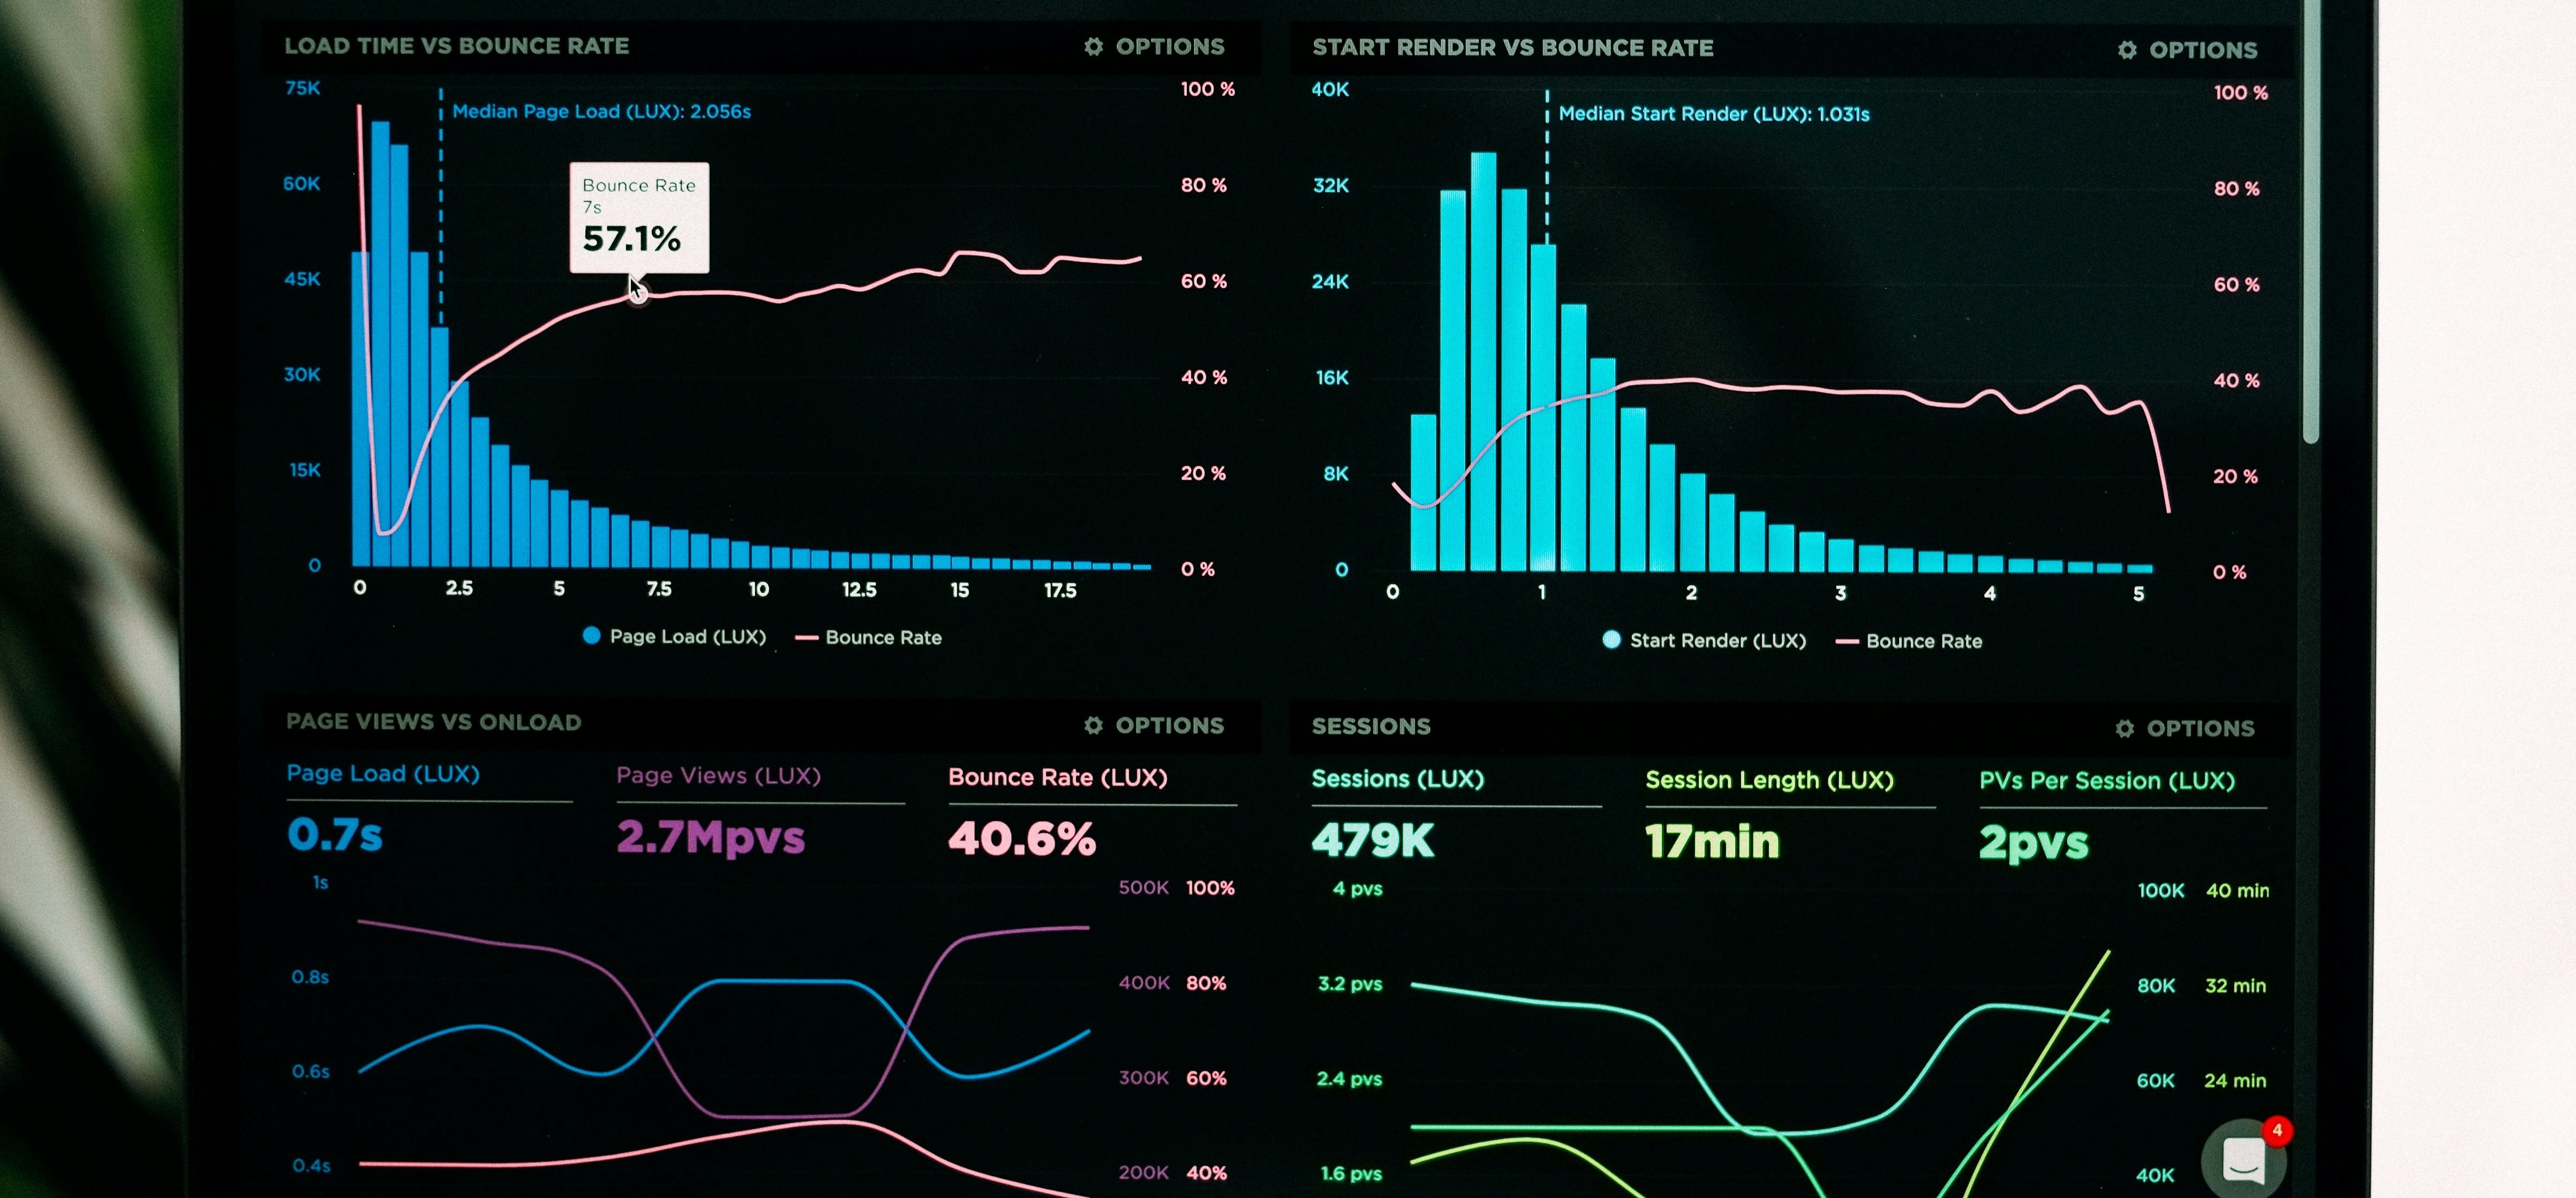 LOAD TIME VS BOUNCE RATE
OPTIONS
75K
60K
45K
30K
15K
0
Median Page Load (LUX): 2.056s
Bounce Rate
7s
57.1%
100 %
80 %
60 %
40 %
20 %
0 %
0 2.5 5 7.5 10 12.5 15 17.5
Page Load (LUX) Bounce Rate
START RENDER VS BOUNCE RATE
OPTIONS
40K
32K
24K
16K
8K
0
Median Start Render (LUX): 1.031s
100 %
80 %
60 %
40 %
20 %
0 %
0 1 2 3 4 5
Start Render (LUX) Bounce Rate
PAGE VIEWS VS ONLOAD
OPTIONS
Page Load (LUX)
0.7s
Page Views (LUX)
2.7Mpvs
Bounce Rate (LUX)
40.6%
1s
0.8s
0.6s
0.4s
500K 100%
400K 80%
300K 60%
200K 40%
SESSIONS
OPTIONS
Sessions (LUX)
479K
Session Length (LUX)
17min
PVs Per Session (LUX)
2pvs
4 pvs
3.2 pvs
2.4 pvs
1.6 pvs
100K 40 min
80K 32 min
60K 24 min
40K
4